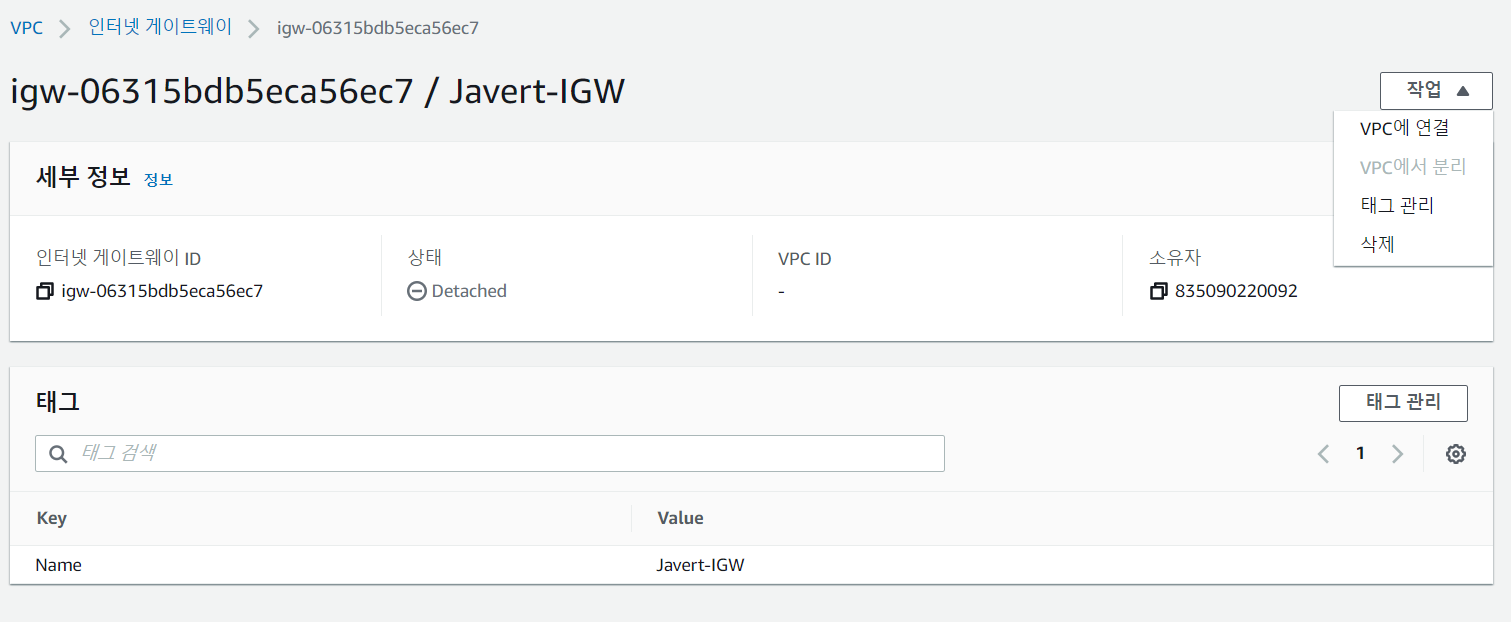 VPC > 인터넷 게이트웨이 > igw-06315bdb5eca56ec7
igw-06315bdb5eca56ec7 / Javert-IGW
작업 ▲
VPC에 연결
VPC에서 분리
태그 관리
삭제
세부 정보 정보
인터넷 게이트웨이 ID
igw-06315bdb5eca56ec7
상태
Detached
VPC ID
-
소유자
835090220092
태그
태그 관리
태그 검색
< 1 >
Key Value
Name Javert-IGW